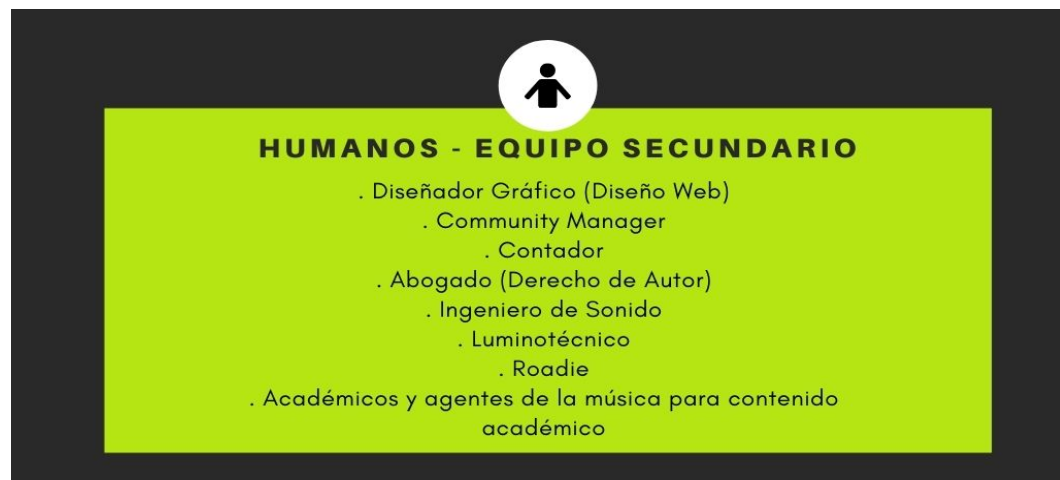 HUMANOS - EQUIPO SECUNDARIO
. Diseñador Gráfico (Diseño Web)
. Community Manager
. Contador
. Abogado (Derecho de Autor)
. Ingeniero de Sonido
. Luminotécnico
. Roadie
. Académicos y agentes de la música para contenido
académico